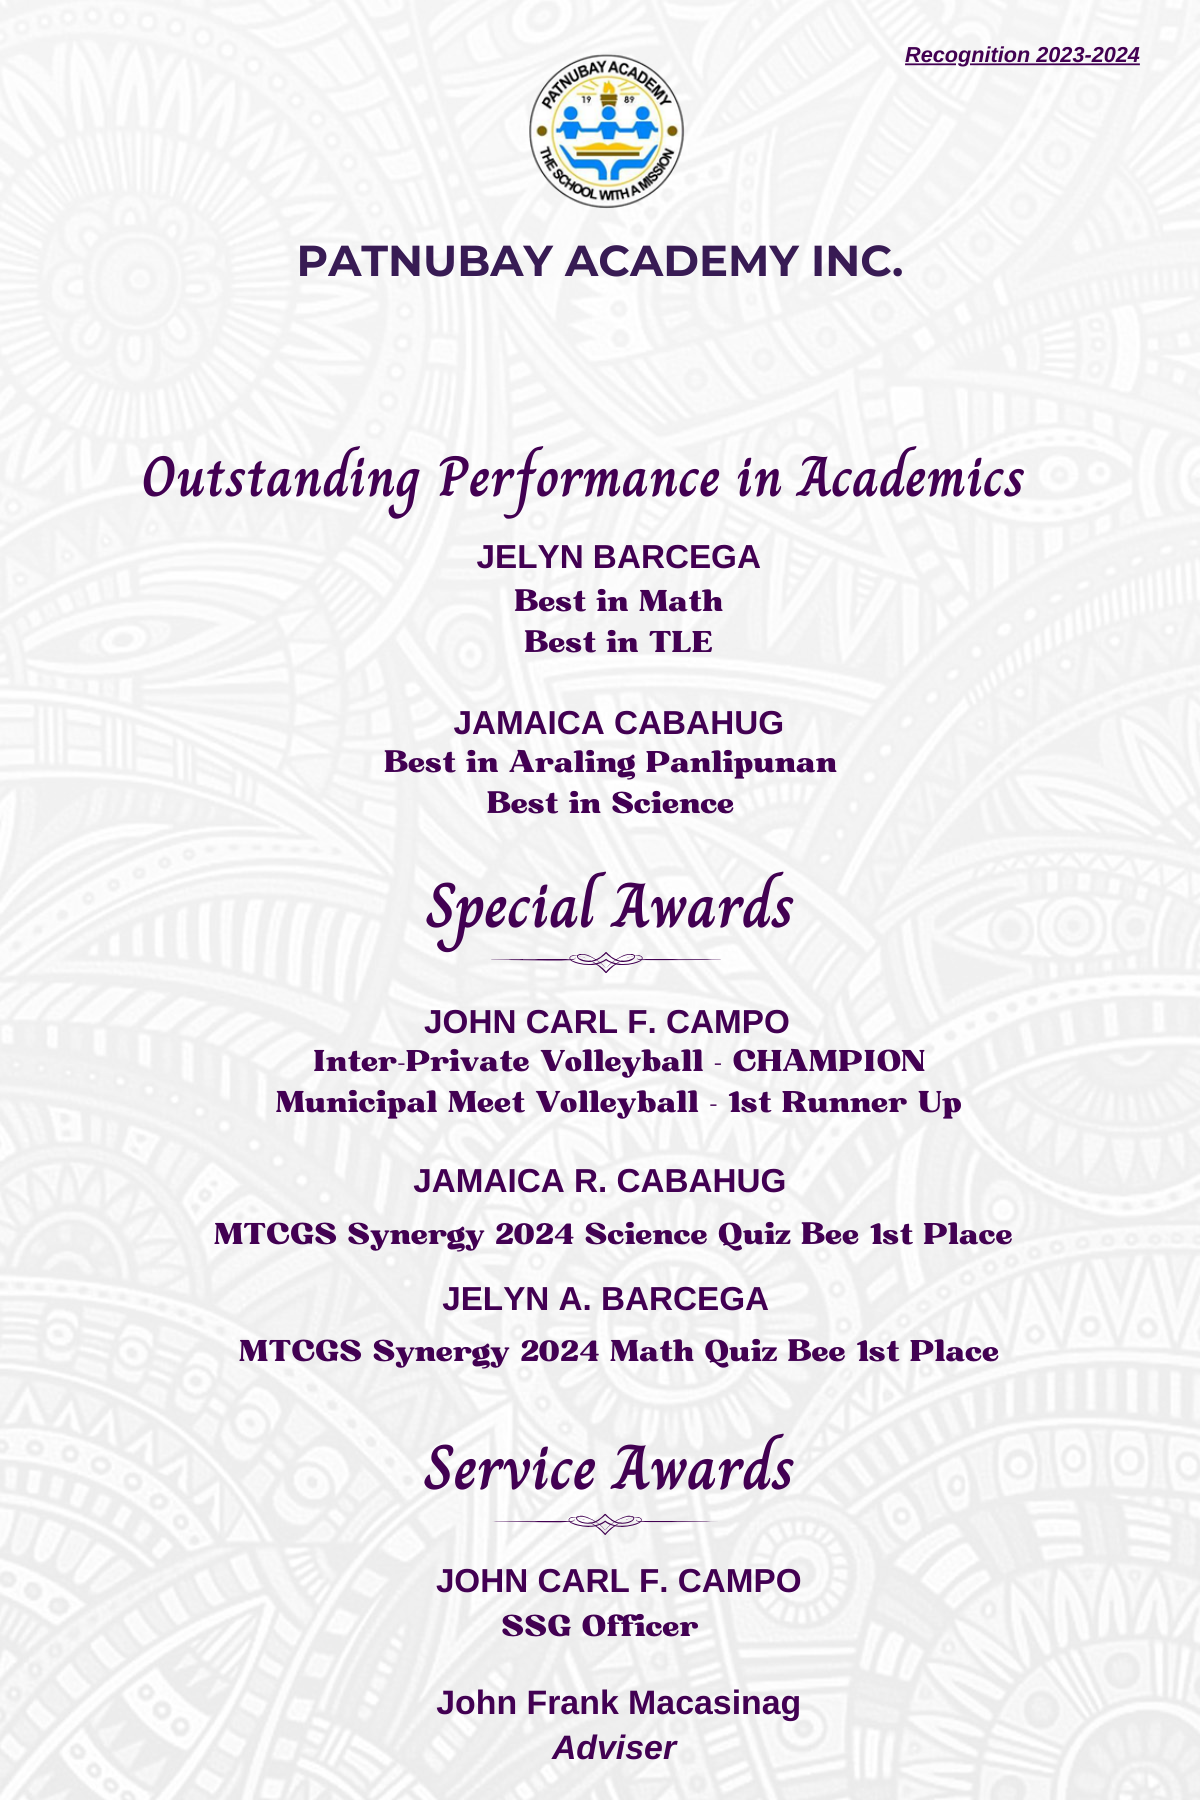 Recognition 2023-2024
PATNUBAY ACADEMY
19 89
THE SCHOOL WITH A MISSION
PATNUBAY ACADEMY INC.
Outstanding Performance in Academics
JELYN BARCEGA
Best in Math
Best in TLE
JAMAICA CABAHUG
Best in Araling Panlipunan
Best in Science
Special Awards
JOHN CARL F. CAMPO
Inter-Private Volleyball - CHAMPION
Municipal Meet Volleyball - 1st Runner Up
JAMAICA R. CABAHUG
MTCGS Synergy 2024 Science Quiz Bee 1st Place
JELYN A. BARCEGA
MTCGS Synergy 2024 Math Quiz Bee 1st Place
Service Awards
JOHN CARL F. CAMPO
SSG Officer
John Frank Macasinag
Adviser